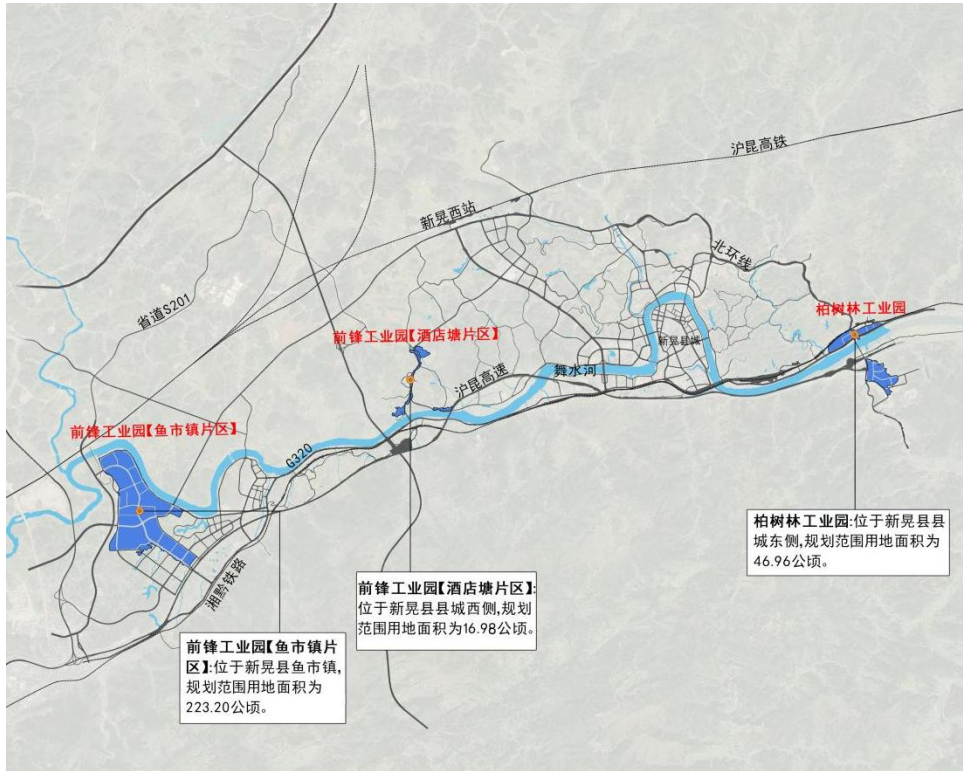 沪昆高铁
新晃西站
北环线
省道S201
柏树林工业园
前锋工业园【酒店塘片区】
新晃县城
沪昆高速
舞水河
前锋工业园【鱼市镇片区】
G320
湘黔铁路
柏树林工业园:位于新晃县县
城东侧,规划范围用地面积为
46.96公顷。
前锋工业园【酒店塘片区】:
位于新晃县县城西侧,规划
范围用地面积为16.98公顷。
前锋工业园【鱼市镇片
区】:位于新晃县鱼市镇,
规划范围用地面积为
223.20公顷。